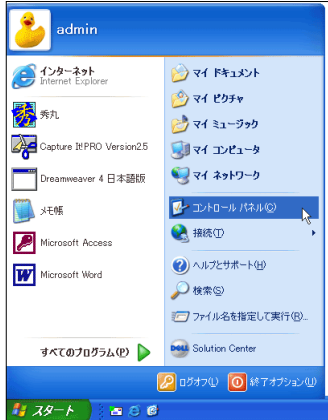 admin
インターネット
Internet Explorer
秀丸
Capture It!PRO Version2.5
Dreamweaver 4 日本語版
メモ帳
Microsoft Access
Microsoft Word
すべてのプログラム(P)
マイ ドキュメント
マイ ピクチャ
マイ ミュージック
マイ コンピュータ
マイ ネットワーク
コントロール パネル(C)
接続(T)
ヘルプとサポート(H)
検索(S)
ファイル名を指定して実行(R)...
DELL Solution Center
ログオフ(L)
終了オプション(U)
スタート